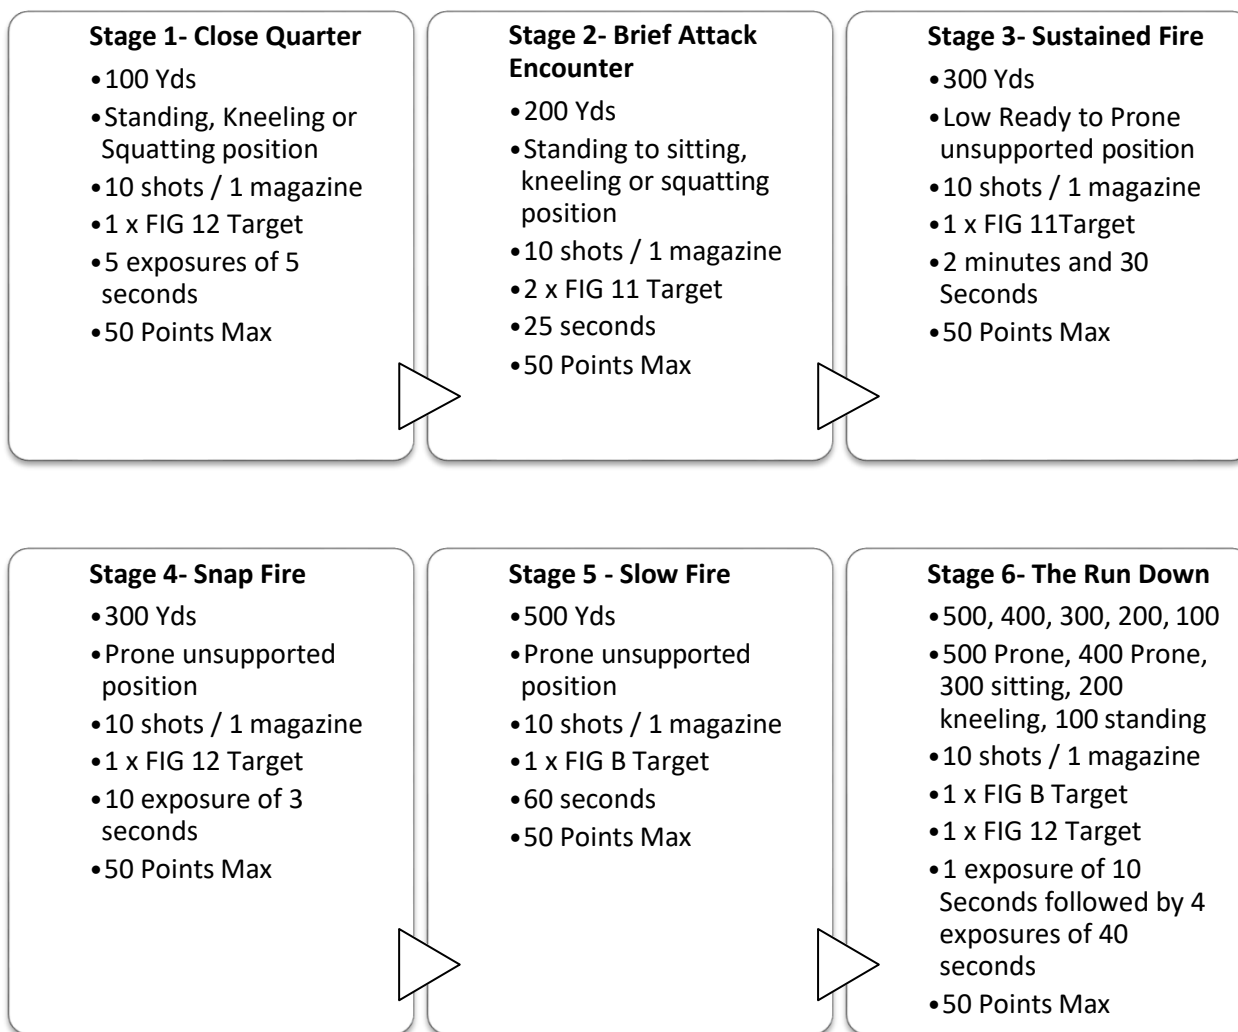 Stage 1- Close Quarter
•100 Yds
•Standing, Kneeling or
Squatting position
•10 shots / 1 magazine
•1 x FIG 12 Target
•5 exposures of 5
seconds
•50 Points Max
Stage 2- Brief Attack
Encounter
•200 Yds
•Standing to sitting,
kneeling or squatting
position
•10 shots / 1 magazine
•2 x FIG 11 Target
•25 seconds
•50 Points Max
Stage 3- Sustained Fire
•300 Yds
•Low Ready to Prone
unsupported position
•10 shots / 1 magazine
•1 x FIG 11Target
•2 minutes and 30
Seconds
•50 Points Max
Stage 4- Snap Fire
•300 Yds
•Prone unsupported
position
•10 shots / 1 magazine
•1 x FIG 12 Target
•10 exposure of 3
seconds
•50 Points Max
Stage 5 - Slow Fire
•500 Yds
•Prone unsupported
position
•10 shots / 1 magazine
•1 x FIG B Target
•60 seconds
•50 Points Max
Stage 6- The Run Down
•500, 400, 300, 200, 100
•500 Prone, 400 Prone,
300 sitting, 200
kneeling, 100 standing
•10 shots / 1 magazine
•1 x FIG B Target
•1 x FIG 12 Target
•1 exposure of 10
Seconds followed by 4
exposures of 40
seconds
•50 Points Max